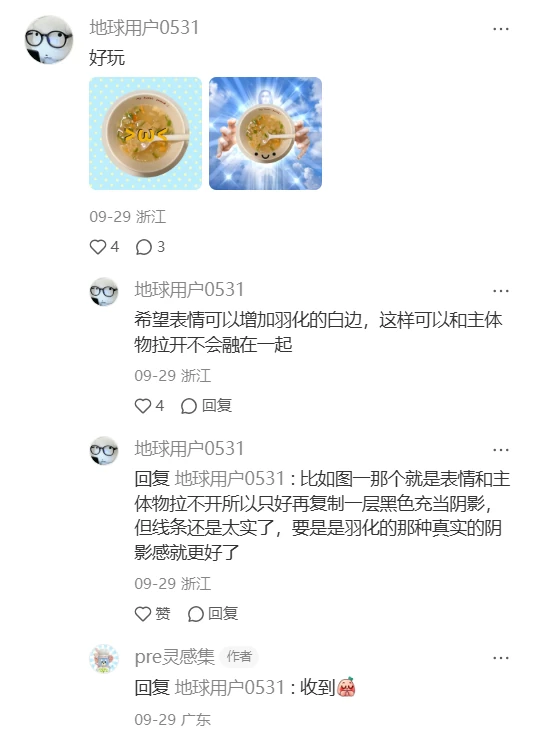 地球用户0531
好玩
09-29 浙江
4
3
地球用户0531
希望表情可以增加羽化的白边，这样可以和主体
物拉开不会融在一起
09-29 浙江
4
回复
地球用户0531
回复 地球用户0531 : 比如图一那个就是表情和主
体物拉不开所以只好再复制一层黑色充当阴影，
但线条还是太实了，要是是羽化的那种真实的阴
影感就更好了
09-29 浙江
赞
回复
pre灵感集 作者
回复 地球用户0531 : 收到
09-29 广东